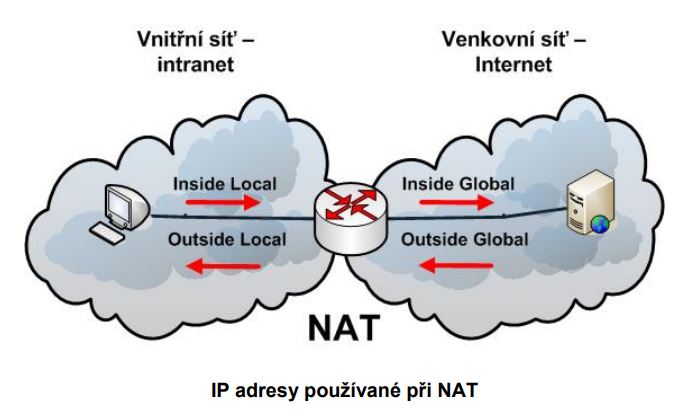 Vnitřní síť –
intranet
Venkovní síť –
Internet
Inside Local
Inside Global
Outside Local
Outside Global
NAT
IP adresy používané při NAT